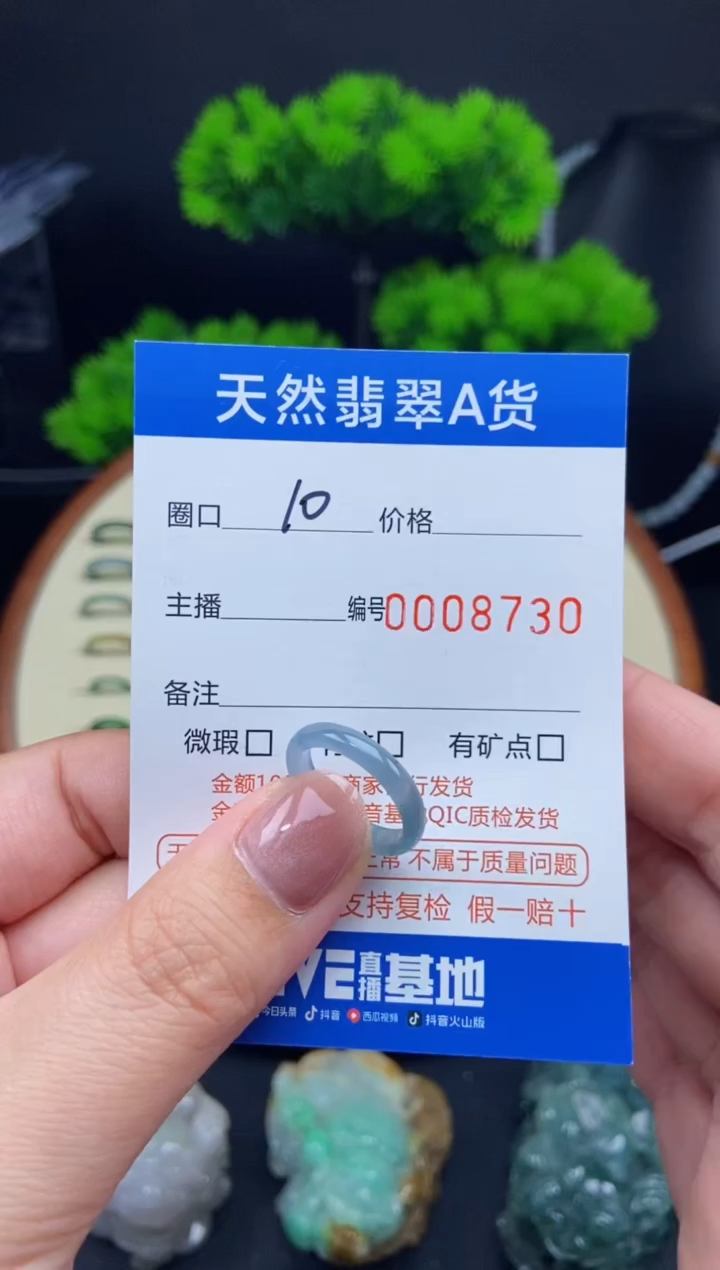 天然翡翠A货
圈口 10 价格
主播 编号0008730
备注
微瑕 有矿点
金额10 商家 行发货
金 音基 QIC质检发货
正常 不属于质量问题
支持复检 假一赔十
直播基地
今日头条 抖音 西瓜视频 抖音火山版